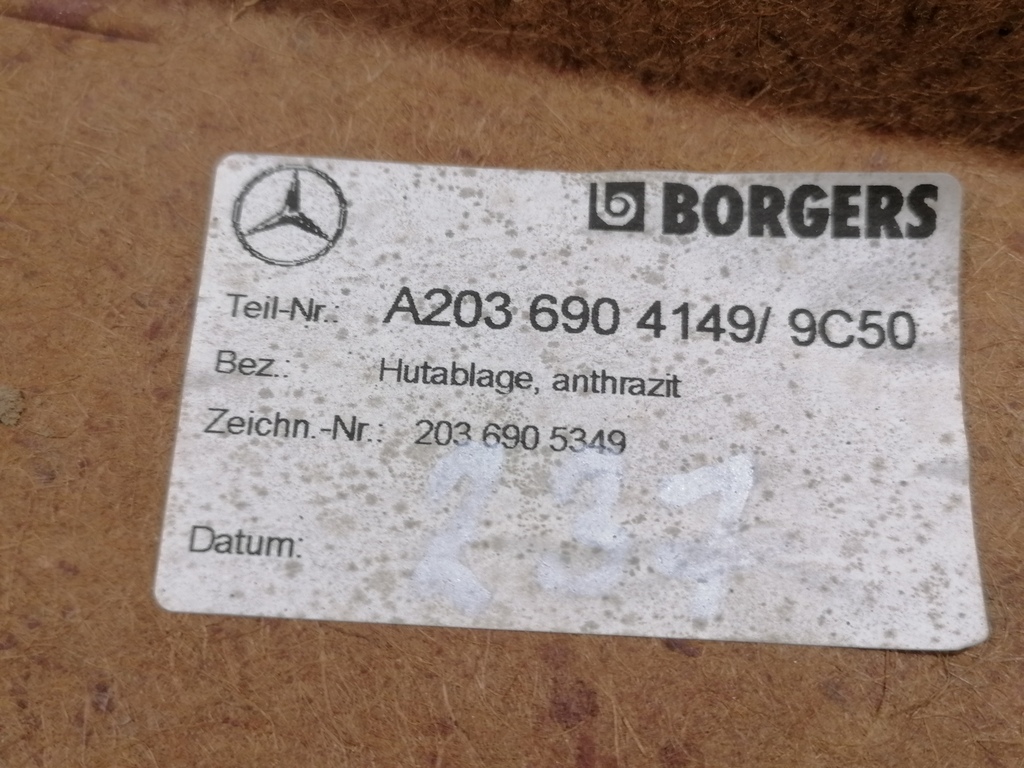 BORGERS
Teil-Nr.: A203 690 4149/ 9C50
Bez.: Hutablage, anthrazit
Zeichn.-Nr.: 203 690 5349
237
Datum: